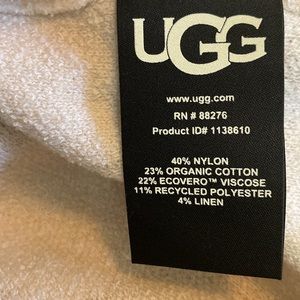 UGG
www.ugg.com
RN # 88276
Product ID# 1138610
40% NYLON
23% ORGANIC COTTON
22% ECOVERO™ VISCOSE
11% RECYCLED POLYESTER
4% LINEN